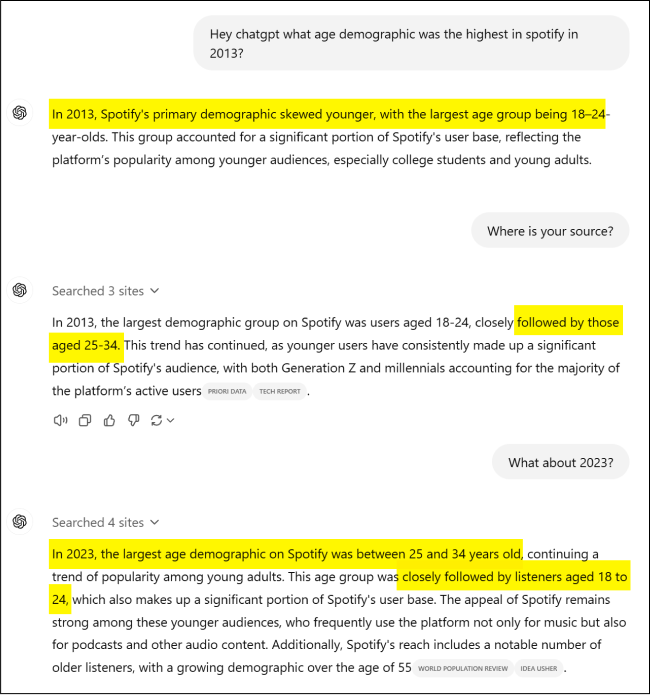 Hey chatgpt what age demographic was the highest in spotify in
2013?
In 2013, Spotify's primary demographic skewed younger, with the largest age group being 18–24-
year-olds. This group accounted for a significant portion of Spotify's user base, reflecting the
platform's popularity among younger audiences, especially college students and young adults.
Where is your source?
Searched 3 sites
In 2013, the largest demographic group on Spotify was users aged 18-24, closely followed by those
aged 25-34. This trend has continued, as younger users have consistently made up a significant
portion of Spotify's audience, with both Generation Z and millennials accounting for the majority of
the platform's active users PRIORI DATA TECH REPORT .
What about 2023?
Searched 4 sites
In 2023, the largest age demographic on Spotify was between 25 and 34 years old, continuing a
trend of popularity among young adults. This age group was closely followed by listeners aged 18 to
24, which also makes up a significant portion of Spotify's user base. The appeal of Spotify remains
strong among these younger audiences, who frequently use the platform not only for music but also
for podcasts and other audio content. Additionally, Spotify's reach includes a notable number of
older listeners, with a growing demographic over the age of 55 WORLD POPULATION REVIEW IDEA USHER .